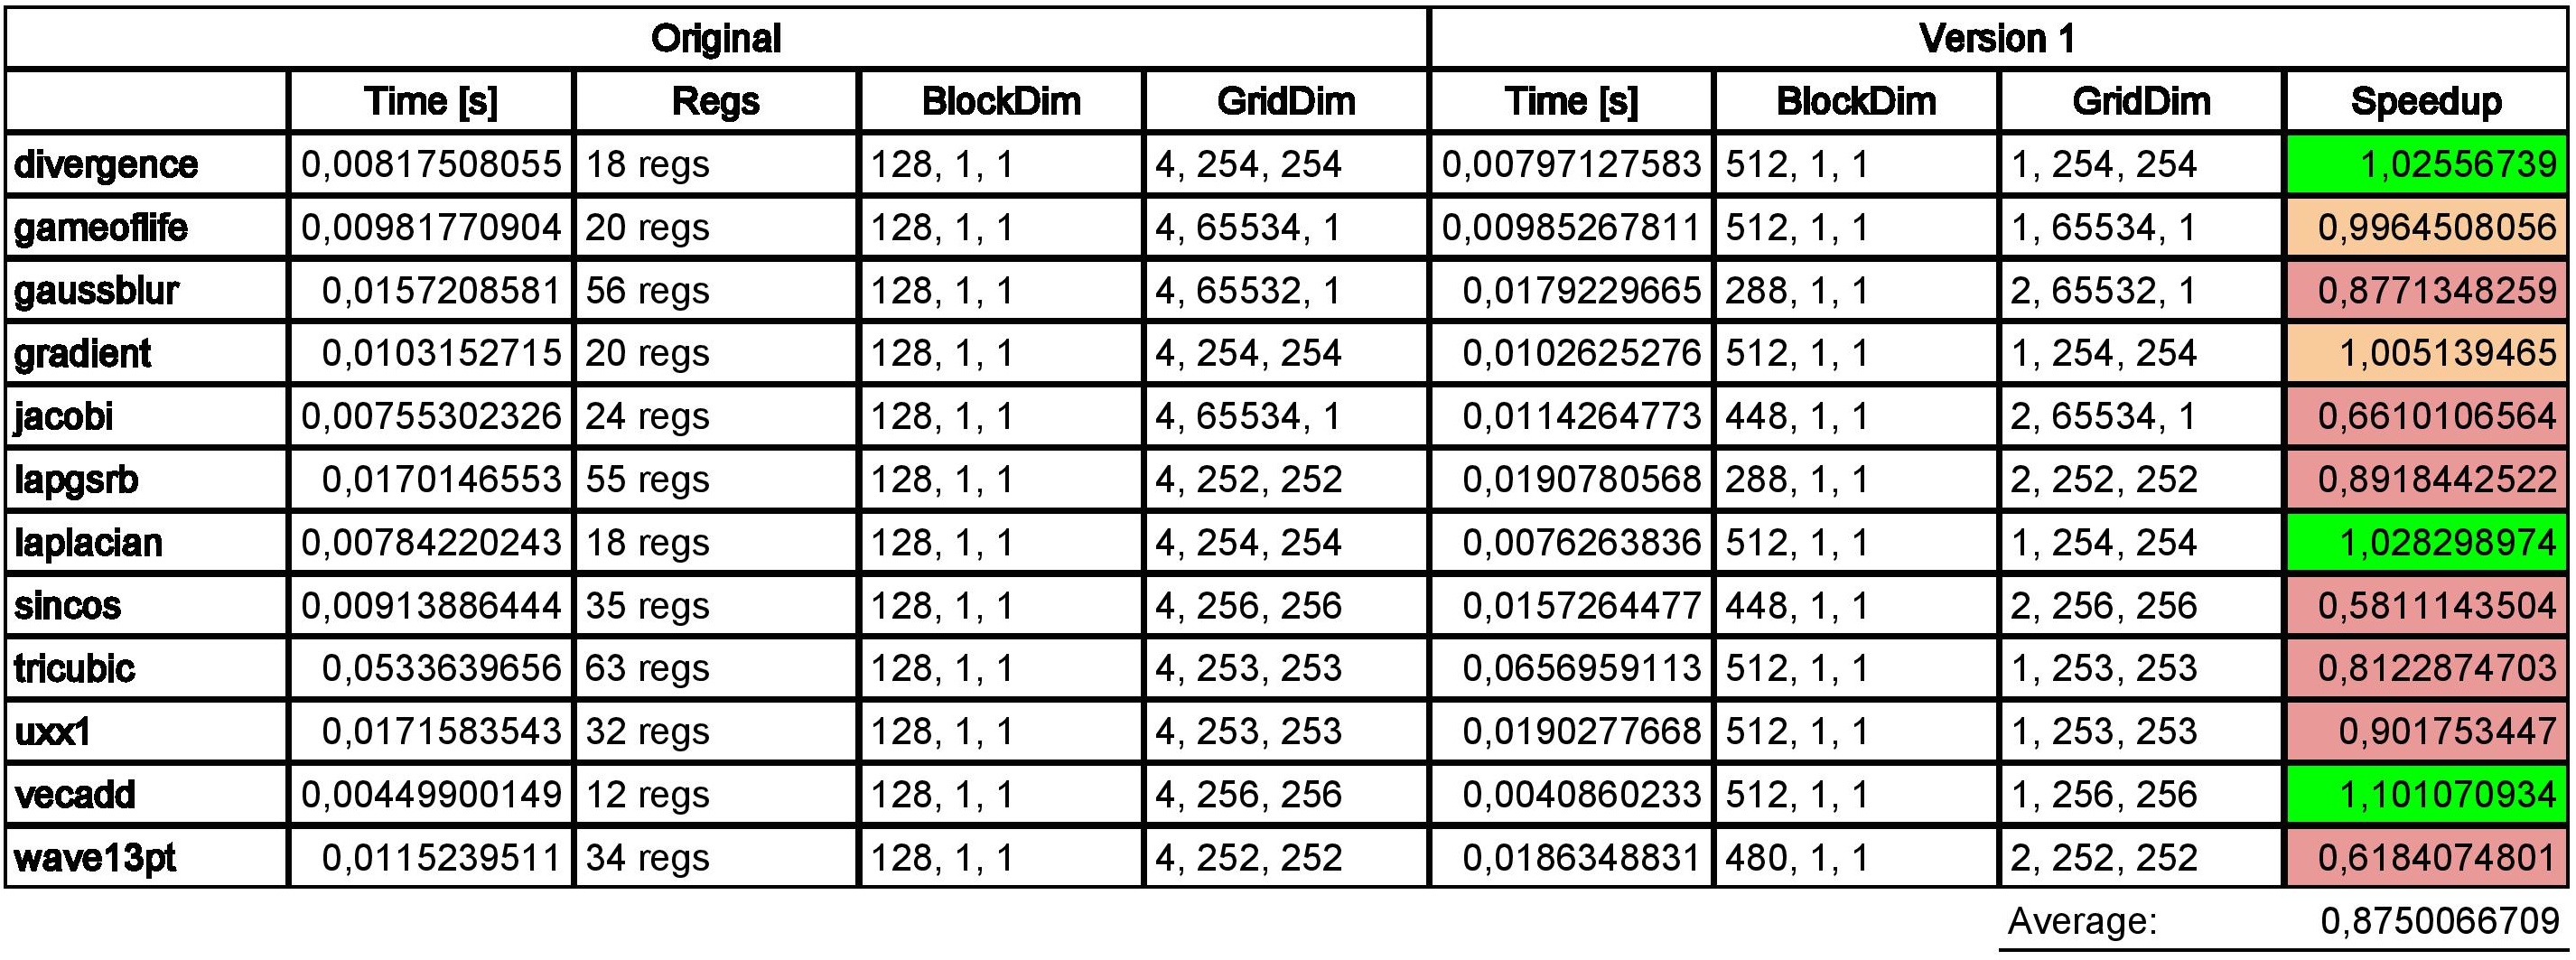 Original Version 1
Time [s] Regs BlockDim GridDim Time [s] BlockDim GridDim Speedup
divergence 0,00817508055 18 regs 128, 1, 1 4, 254, 254 0,00797127583 512, 1, 1 1, 254, 254 1,02556739
gameoflife 0,00981770904 20 regs 128, 1, 1 4, 65534, 1 0,00985267811 512, 1, 1 1, 65534, 1 0,9964508056
gaussblur 0,0157208581 56 regs 128, 1, 1 4, 65532, 1 0,0179229665 288, 1, 1 2, 65532, 1 0,8771348259
gradient 0,0103152715 20 regs 128, 1, 1 4, 254, 254 0,0102625276 512, 1, 1 1, 254, 254 1,005139465
jacobi 0,00755302326 24 regs 128, 1, 1 4, 65534, 1 0,0114264773 448, 1, 1 2, 65534, 1 0,6610106564
lapgsrb 0,0170146553 55 regs 128, 1, 1 4, 252, 252 0,0190780568 288, 1, 1 2, 252, 252 0,8918442522
laplacian 0,00784220243 18 regs 128, 1, 1 4, 254, 254 0,0076263836 512, 1, 1 1, 254, 254 1,028298974
sincos 0,00913886444 35 regs 128, 1, 1 4, 256, 256 0,0157264477 448, 1, 1 2, 256, 256 0,5811143504
tricubic 0,0533639656 63 regs 128, 1, 1 4, 253, 253 0,0656959113 512, 1, 1 1, 253, 253 0,8122874703
uxx1 0,0171583543 32 regs 128, 1, 1 4, 253, 253 0,0190277668 512, 1, 1 1, 253, 253 0,901753447
vecadd 0,00449900149 12 regs 128, 1, 1 4, 256, 256 0,0040860233 512, 1, 1 1, 256, 256 1,101070934
wave13pt 0,0115239511 34 regs 128, 1, 1 4, 252, 252 0,0186348831 480, 1, 1 2, 252, 252 0,6184074801
Average: 0,8750066709